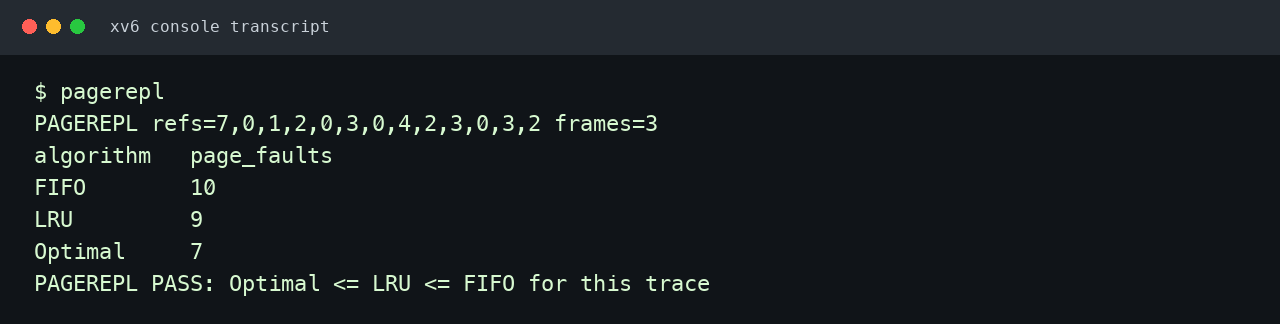 xv6 console transcript
$ pagerepl
PAGEREPL refs=7,0,1,2,0,3,0,4,2,3,0,3,2 frames=3
algorithm   page_faults
FIFO        10
LRU         9
Optimal     7
PAGEREPL PASS: Optimal <= LRU <= FIFO for this trace